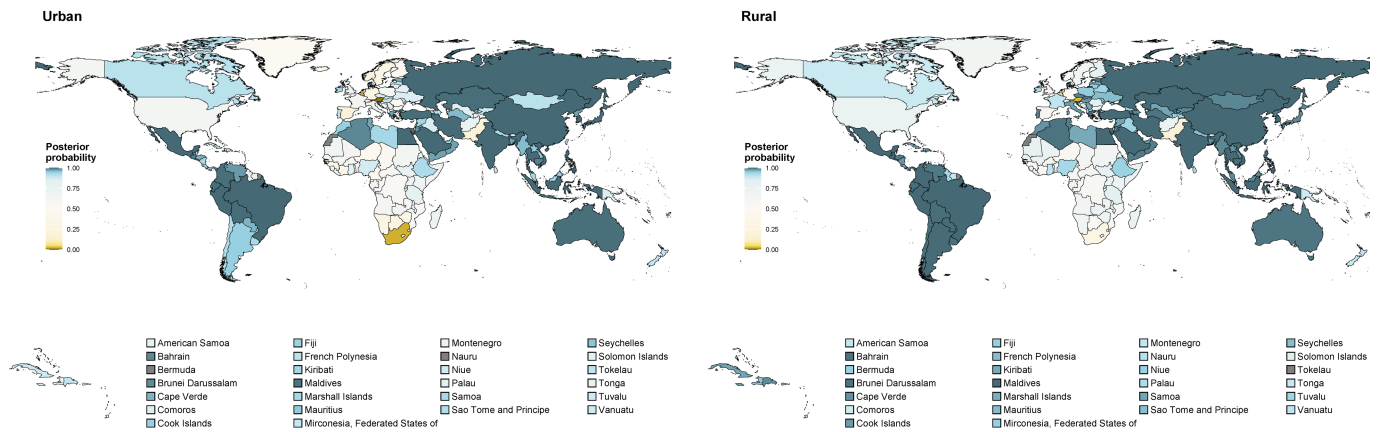 Urban
Posterior
probability
1.00
0.75
0.50
0.25
0.00
American Samoa
Bahrain
Bermuda
Brunei Darussalam
Cape Verde
Comoros
Cook Islands
Fiji
French Polynesia
Kiribati
Maldives
Marshall Islands
Mauritius
Mirconesia, Federated States of
Montenegro
Nauru
Niue
Palau
Samoa
Sao Tome and Principe
Seychelles
Solomon Islands
Tokelau
Tonga
Tuvalu
Vanuatu
Rural
Posterior
probability
1.00
0.75
0.50
0.25
0.00
American Samoa
Bahrain
Bermuda
Brunei Darussalam
Cape Verde
Comoros
Cook Islands
Fiji
French Polynesia
Kiribati
Maldives
Marshall Islands
Mauritius
Mirconesia, Federated States of
Montenegro
Nauru
Niue
Palau
Samoa
Sao Tome and Principe
Seychelles
Solomon Islands
Tokelau
Tonga
Tuvalu
Vanuatu